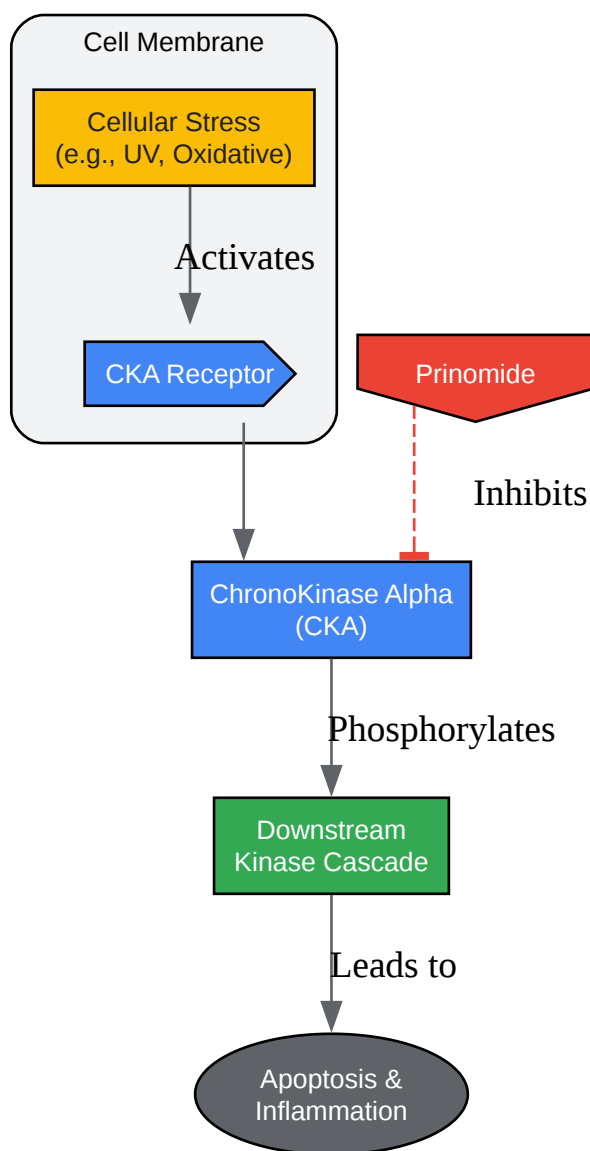 Cell Membrane
Cellular Stress
(e.g., UV, Oxidative)
Activates
CKA Receptor
Prinomide
Inhibits
ChronoKinase Alpha
(CKA)
Phosphorylates
Downstream
Kinase Cascade
Leads to
Apoptosis &
Inflammation